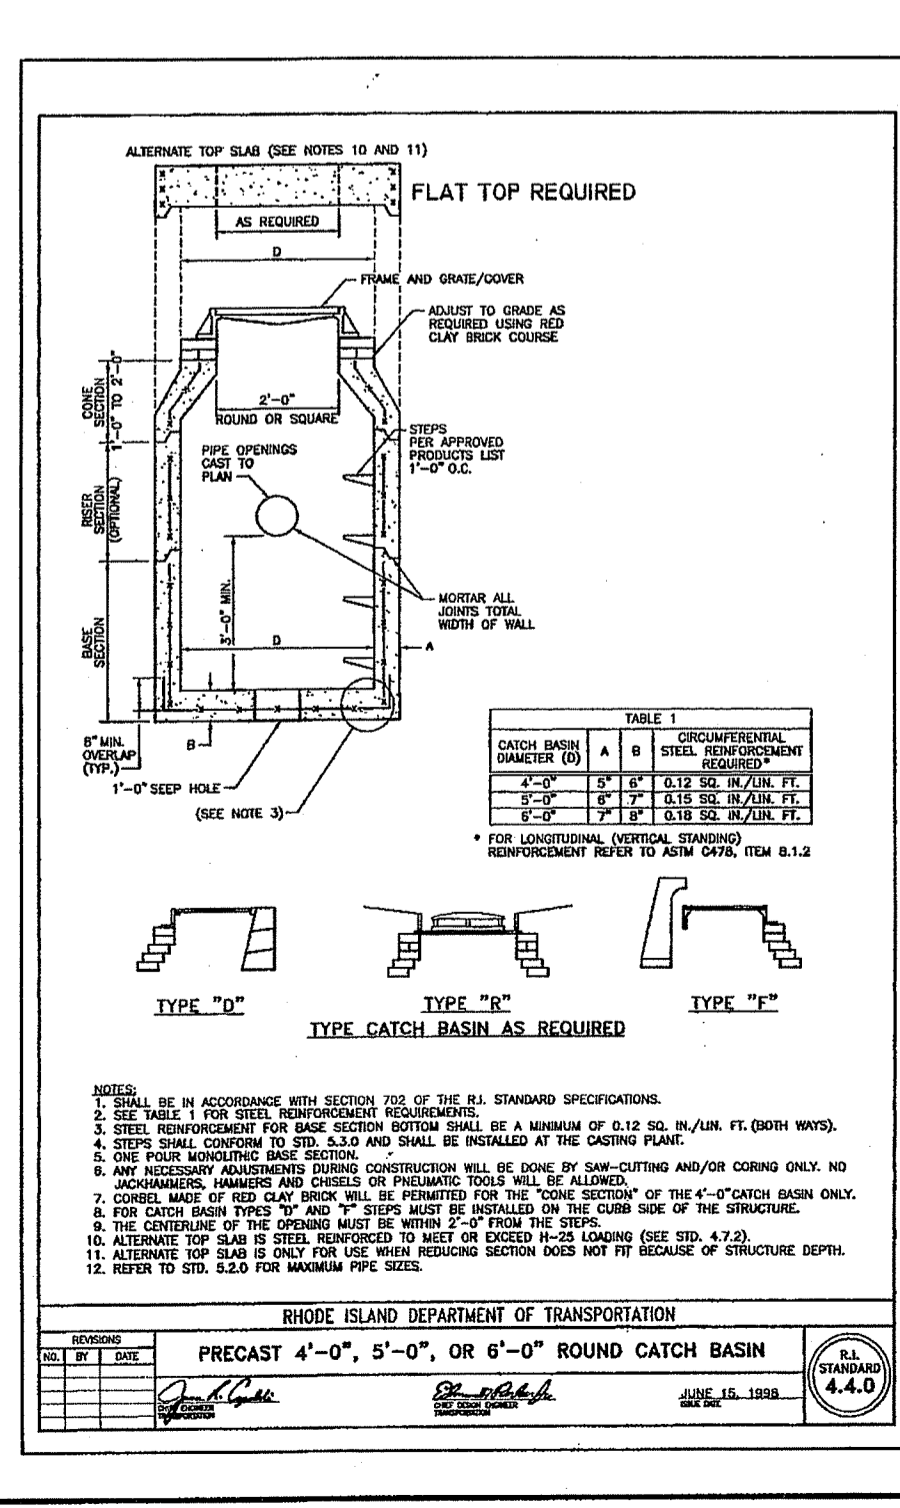 ALTERNATE TOP SLAB (SEE NOTES 10 AND 11)
FLAT TOP REQUIRED
AS REQUIRED
D
FRAME AND GRATE/COVER
ADJUST TO GRADE AS
REQUIRED USING RED
CLAY BRICK COURSE
CONE
SECTION
1'-0" TO 2'-0"
2'-0"
ROUND OR SQUARE
STEPS
PER APPROVED
PRODUCTS LIST
1'-0" O.C.
PIPE OPENINGS
CAST TO
PLAN
RISER
SECTION
(OPTIONAL)
MORTAR ALL
JOINTS TOTAL
WIDTH OF WALL
3'-0" MIN.
BASE
SECTION
D
A
B
8" MIN.
OVERLAP
(TYP.)
1'-0" SEEP HOLE
(SEE NOTE 3)
TABLE 1
CATCH BASIN
DIAMETER (D) A B CIRCUMFERENTIAL
STEEL REINFORCEMENT
REQUIRED*
4'-0" 5" 6" 0.12 SQ. IN./LIN. FT.
5'-0" 6" 7" 0.15 SQ. IN./LIN. FT.
6'-0" 7" 8" 0.18 SQ. IN./LIN. FT.
* FOR LONGITUDINAL (VERTICAL STANDING)
REINFORCEMENT REFER TO ASTM C478, ITEM 8.1.2
TYPE "D"
TYPE "R"
TYPE "F"
TYPE CATCH BASIN AS REQUIRED
NOTES:
1. SHALL BE IN ACCORDANCE WITH SECTION 702 OF THE R.I. STANDARD SPECIFICATIONS.
2. SEE TABLE 1 FOR STEEL REINFORCEMENT REQUIREMENTS.
3. STEEL REINFORCEMENT FOR BASE SECTION BOTTOM SHALL BE A MINIMUM OF 0.12 SQ. IN./LIN. FT. (BOTH WAYS).
4. STEPS SHALL CONFORM TO STD. 5.3.0 AND SHALL BE INSTALLED AT THE CASTING PLANT.
5. ONE POUR MONOLITHIC BASE SECTION.
6. ANY NECESSARY ADJUSTMENTS DURING CONSTRUCTION WILL BE DONE BY SAW-CUTTING AND/OR CORING ONLY. NO
JACKHAMMERS, HAMMERS AND CHISELS OR PNEUMATIC TOOLS WILL BE ALLOWED.
7. CORBEL MADE OF RED CLAY BRICK WILL BE PERMITTED FOR THE "CONE SECTION" OF THE 4'-0" CATCH BASIN ONLY.
8. FOR CATCH BASIN TYPES "D" AND "F" STEPS MUST BE INSTALLED ON THE CURB SIDE OF THE STRUCTURE.
9. THE CENTERLINE OF THE OPENING MUST BE WITHIN 2'-0" FROM THE STEPS.
10. ALTERNATE TOP SLAB IS STEEL REINFORCED TO MEET OR EXCEED H-25 LOADING (SEE STD. 4.7.2).
11. ALTERNATE TOP SLAB IS ONLY FOR USE WHEN REDUCING SECTION DOES NOT FIT BECAUSE OF STRUCTURE DEPTH.
12. REFER TO STD. 5.2.0 FOR MAXIMUM PIPE SIZES.
RHODE ISLAND DEPARTMENT OF TRANSPORTATION
REVISIONS
NO. BY DATE
PRECAST 4'-0", 5'-0", OR 6'-0" ROUND CATCH BASIN
CHIEF ENGINEER
TRANSPORTATION
CHIEF DESIGN ENGINEER
TRANSPORTATION
JUNE 15, 1998
ISSUE DATE
R.I.
STANDARD
4.4.0